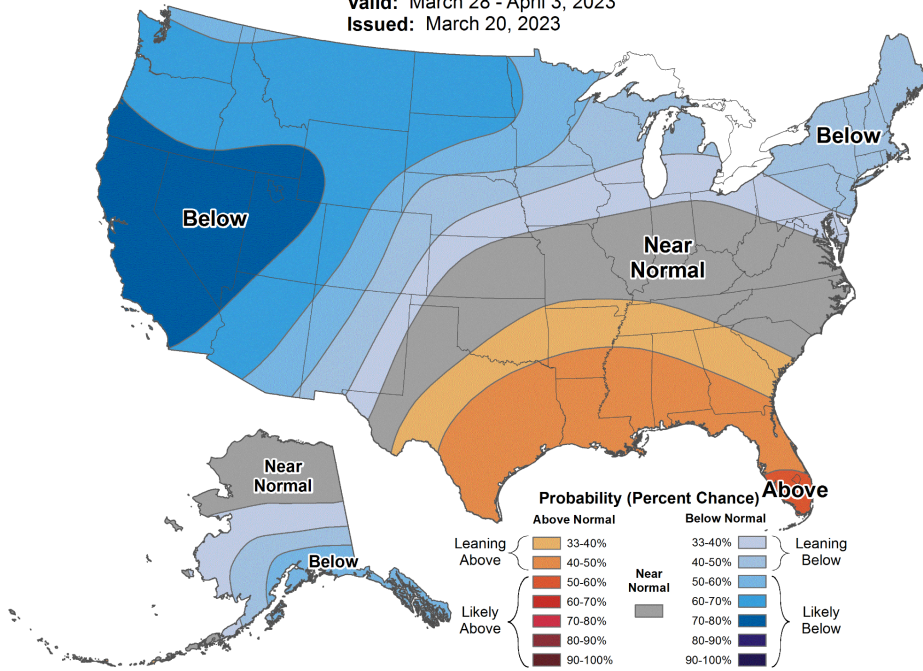 Valid: March 28 - April 3, 2023
Issued: March 20, 2023
Below
Below
Near
Normal
Near
Normal
Below
Above
Probability (Percent Chance)
Above Normal
Below Normal
Leaning
Above
33-40%
40-50%
Likely
Above
50-60%
60-70%
70-80%
80-90%
90-100%
Near
Normal
33-40%
40-50%
Leaning
Below
50-60%
60-70%
70-80%
80-90%
90-100%
Likely
Below